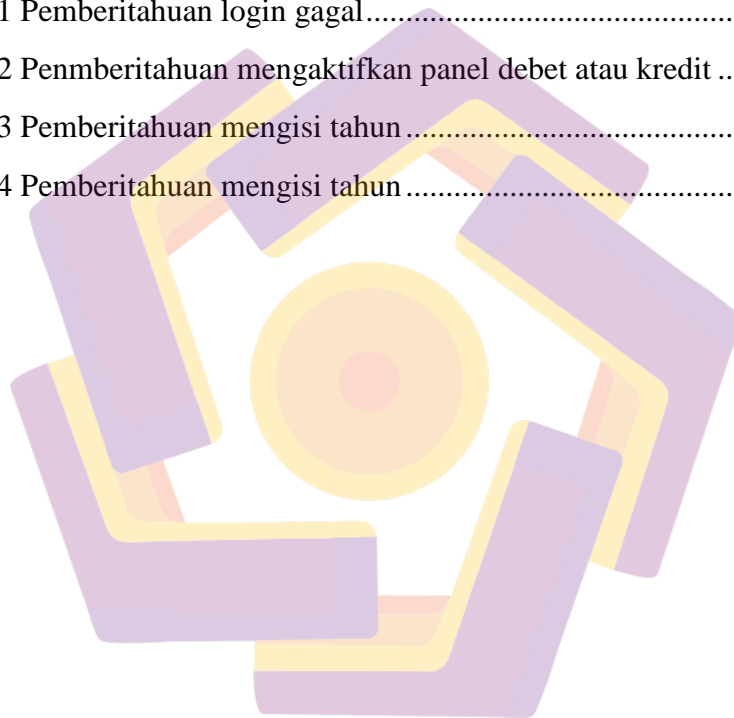 1 Pemberitahuan login gagal.......................................................
2 Penmberitahuan mengaktifkan panel debet atau kredit ..
3 Pemberitahuan mengisi tahun ..................................................
4 Pemberitahuan mengisi tahun ..................................................